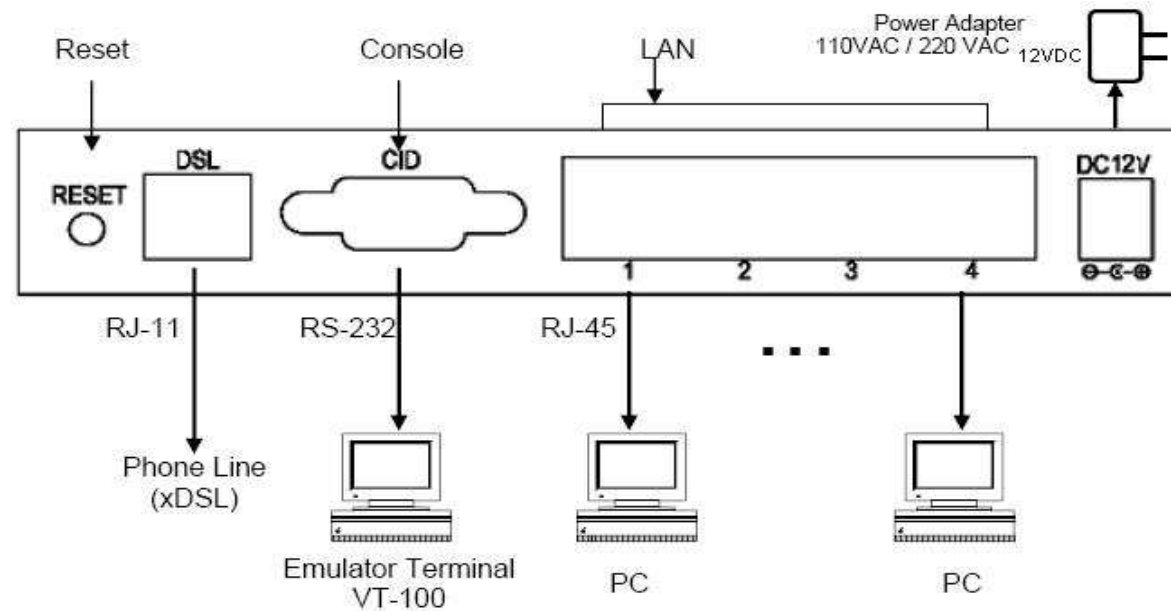 Reset
Console
LAN
Power Adapter
110VAC / 220 VAC
12VDC
RESET
DSL
CID
DC12V
1
2
3
4
RJ-11
RS-232
RJ-45
Phone Line
(xDSL)
Emulator Terminal
VT-100
PC
PC